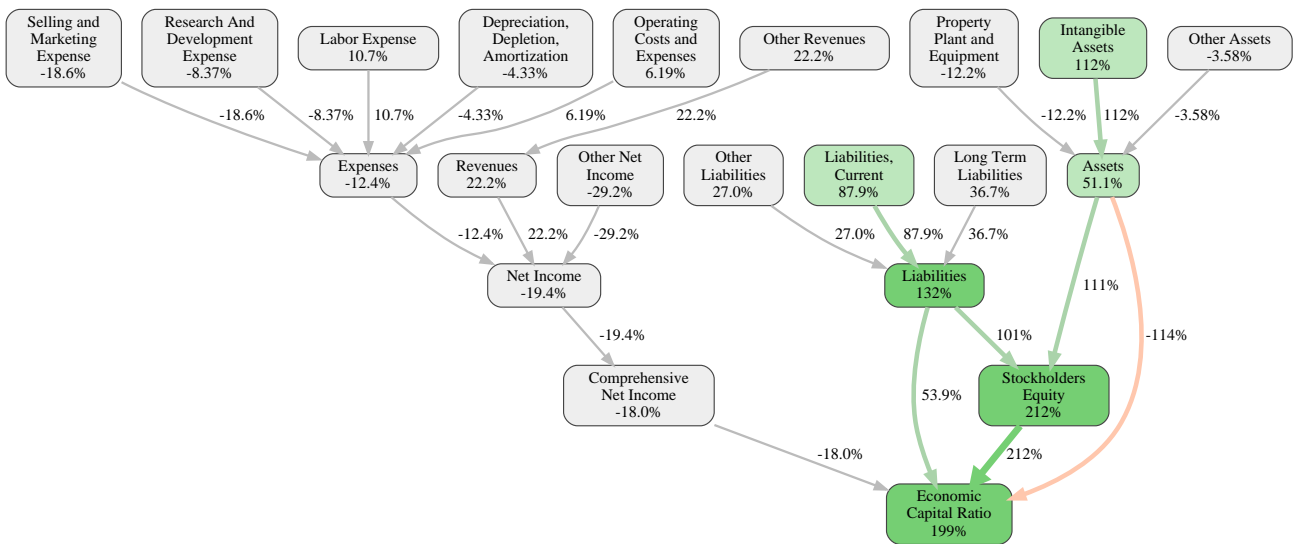 Selling and
Marketing
Expense
-18.6%
Research And
Development
Expense
-8.37%
Labor Expense
10.7%
Depreciation,
Depletion,
Amortization
-4.33%
Operating
Costs and
Expenses
6.19%
Other Revenues
22.2%
Property
Plant and
Equipment
-12.2%
Intangible
Assets
112%
Other Assets
-3.58%
-18.6%
-8.37%
10.7%
-4.33%
6.19%
22.2%
-12.2%
112%
-3.58%
Expenses
-12.4%
Revenues
22.2%
Other Net
Income
-29.2%
Other
Liabilities
27.0%
Liabilities,
Current
87.9%
Long Term
Liabilities
36.7%
Assets
51.1%
-12.4%
22.2%
-29.2%
27.0%
87.9%
36.7%
Net Income
-19.4%
Liabilities
132%
111%
-19.4%
101%
-114%
Comprehensive
Net Income
-18.0%
53.9%
Stockholders
Equity
212%
-18.0%
212%
Economic
Capital Ratio
199%